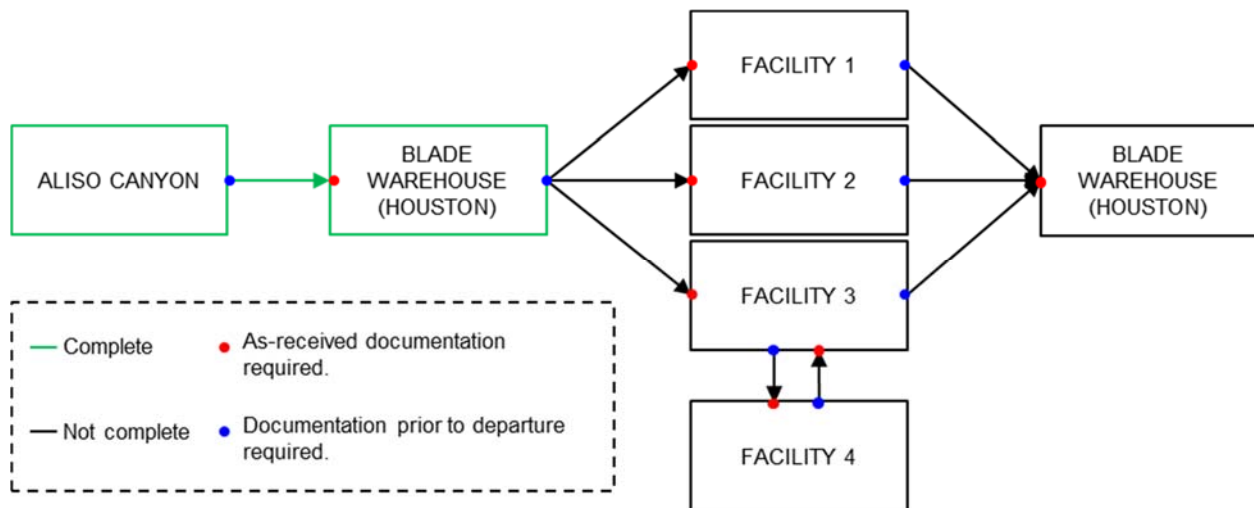 ALISO CANYON
BLADE
WAREHOUSE
(HOUSTON)
FACILITY 1
FACILITY 2
FACILITY 3
FACILITY 4
BLADE
WAREHOUSE
(HOUSTON)
Complete
As-received documentation
required.
Not complete
Documentation prior to departure
required.